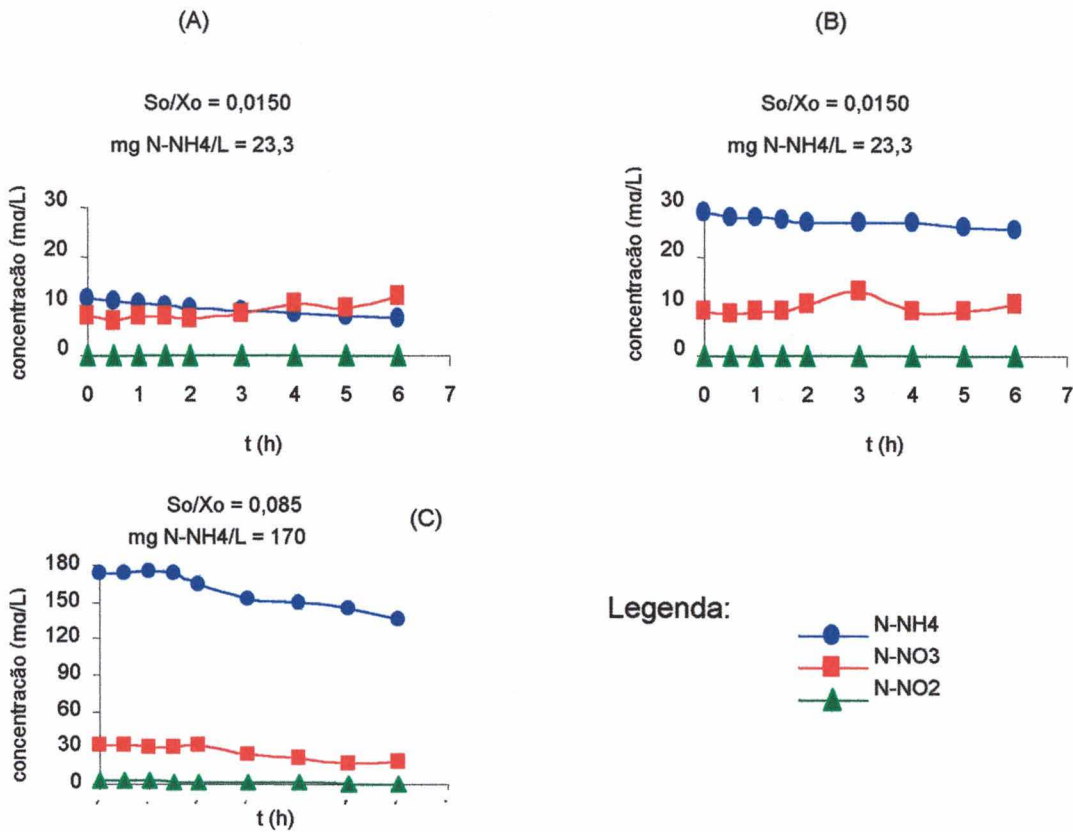 (A)
So/Xo = 0,0150
mg N-NH4/L = 23,3
concentração (mg/L)
30
20
10
0
0 1 2 3 4 5 6 7
t (h)
(B)
So/Xo = 0,0150
mg N-NH4/L = 23,3
concentração (mg/L)
30
20
10
0
0 1 2 3 4 5 6 7
t (h)
So/Xo = 0,085
mg N-NH4/L = 170
(C)
concentração (mg/L)
180
150
120
90
60
30
0
t (h)
Legenda:
N-NH4
N-NO3
N-NO2